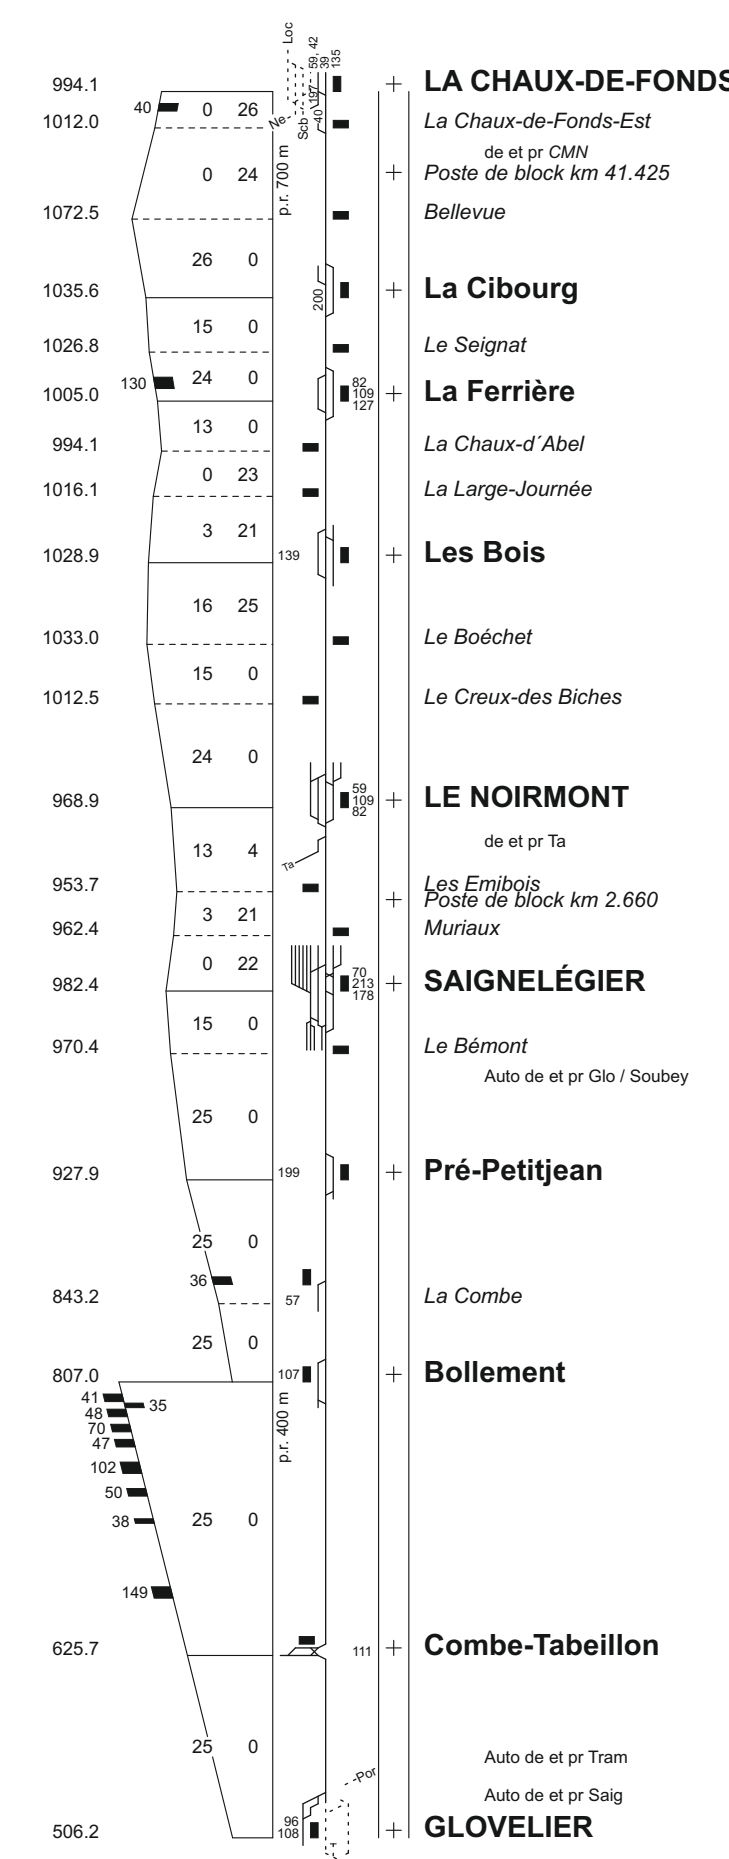 Loc
59, 42
39
135
994.1
LA CHAUX-DE-FONDS
40
0 26
Ne
Scb
197
40
1012.0
La Chaux-de-Fonds-Est
de et pr CMN
0 24
p.r. 700 m
Poste de block km 41.425
1072.5
Bellevue
26 0
1035.6
200
La Cibourg
15 0
1026.8
Le Seignat
130
24 0
82
109
127
1005.0
La Ferrière
13 0
994.1
La Chaux-d´Abel
0 23
1016.1
La Large-Journée
3 21
1028.9
139
Les Bois
16 25
1033.0
Le Boéchet
15 0
1012.5
Le Creux-des Biches
24 0
59
109
82
968.9
LE NOIRMONT
de et pr Ta
13 4
Ta
953.7
Les Emibois
Poste de block km 2.660
3 21
962.4
Muriaux
0 22
70
213
178
982.4
SAIGNELÉGIER
15 0
970.4
Le Bémont
Auto de et pr Glo / Soubey
25 0
927.9
199
Pré-Petitjean
25 0
36
843.2
57
La Combe
25 0
807.0
107
Bollement
41
35
48
70
47
p.r. 400 m
102
50
38
25 0
149
625.7
111
Combe-Tabeillon
25 0
Auto de et pr Tram
Por
Auto de et pr Saig
96
108
506.2
GLOVELIER